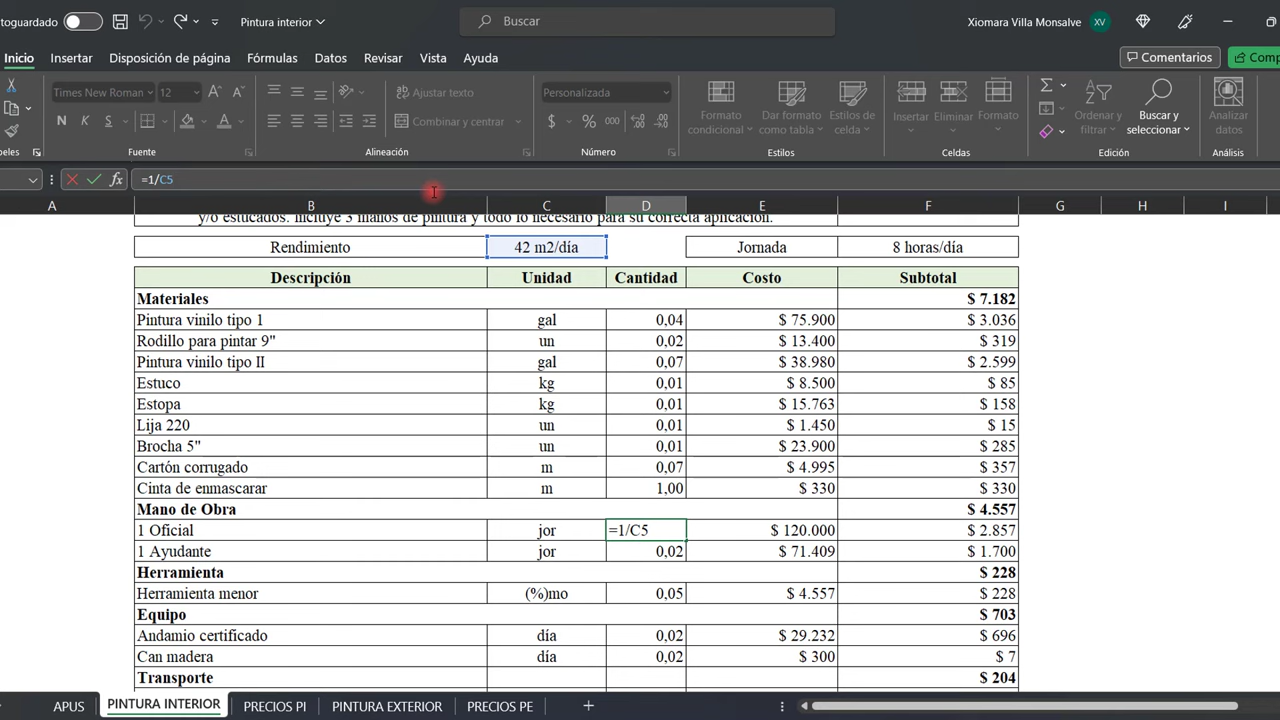 toguardado
Pintura interior
Buscar
Xiomara Villa Monsalve
XV
Inicio
Insertar
Disposición de página
Fórmulas
Datos
Revisar
Vista
Ayuda
Comentarios
Comp
Times New Roman
12
Ajustar texto
Personalizada
N K S
Combinar y centrar
$ % 000
Formato condicional
Dar formato como tabla
Estilos de celda
Insertar
Eliminar
Formato
Ordenar y filtrar
Buscar y seleccionar
Analizar datos
peles
Fuente
Alineación
Número
Estilos
Celdas
Edición
Análisis
fx =1/C5
A B C D E F G H I
y/o estucados. Incluye 3 manos de pintura y todo lo necesario para su correcta aplicación.
Rendimiento 42 m2/día Jornada 8 horas/día
Descripción Unidad Cantidad Costo Subtotal
Materiales $ 7.182
Pintura vinilo tipo 1 gal 0,04 $ 75.900 $ 3.036
Rodillo para pintar 9" un 0,02 $ 13.400 $ 319
Pintura vinilo tipo II gal 0,07 $ 38.980 $ 2.599
Estuco kg 0,01 $ 8.500 $ 85
Estopa kg 0,01 $ 15.763 $ 158
Lija 220 un 0,01 $ 1.450 $ 15
Brocha 5" un 0,01 $ 23.900 $ 285
Cartón corrugado m 0,07 $ 4.995 $ 357
Cinta de enmascarar m 1,00 $ 330 $ 330
Mano de Obra $ 4.557
1 Oficial jor =1/C5 $ 120.000 $ 2.857
1 Ayudante jor 0,02 $ 71.409 $ 1.700
Herramienta $ 228
Herramienta menor (%)mo 0,05 $ 4.557 $ 228
Equipo $ 703
Andamio certificado día 0,02 $ 29.232 $ 696
Can madera día 0,02 $ 300 $ 7
Transporte $ 204
APUS
PINTURA INTERIOR
PRECIOS PI
PINTURA EXTERIOR
PRECIOS PE